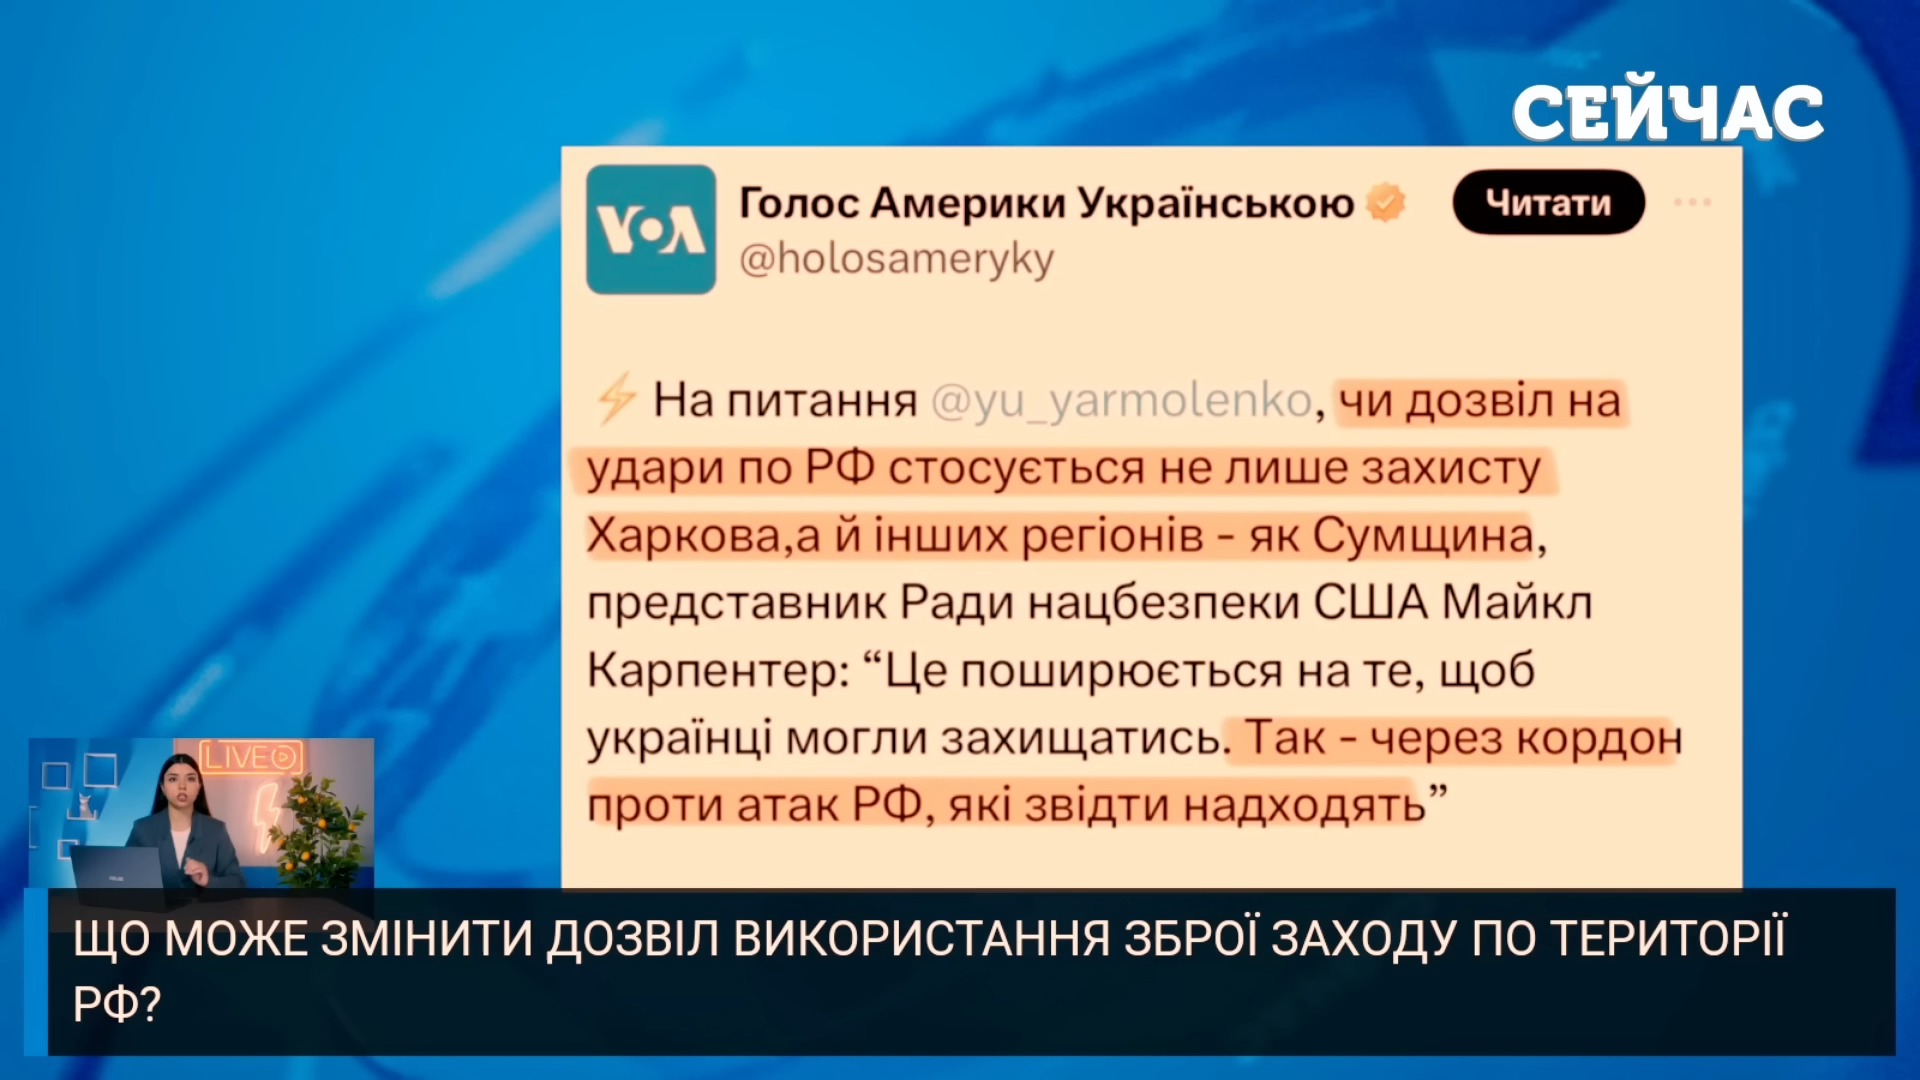 СЕЙЧАС
VOA
Голос Америки Українською
Читати
@holosameryky
⚡ На питання @yu_yarmolenko, чи дозвіл на
удари по РФ стосується не лише захисту
Харкова,а й інших регіонів - як Сумщина,
представник Ради нацбезпеки США Майкл
Карпентер: “Це поширюється на те, щоб
українці могли захищатись. Так - через кордон
проти атак РФ, які звідти надходять”
LIVE
ASUS
ЩО МОЖЕ ЗМІНИТИ ДОЗВІЛ ВИКОРИСТАННЯ ЗБРОЇ ЗАХОДУ ПО ТЕРИТОРІЇ
РФ?